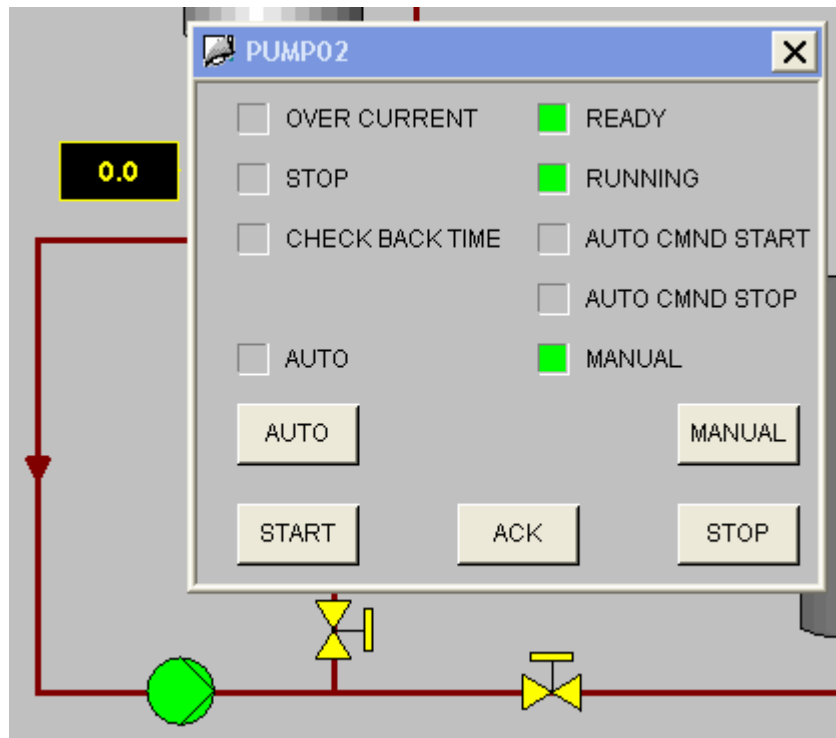 PUMP02
OVER CURRENT READY
0.0
STOP RUNNING
CHECK BACK TIME AUTO CMND START
AUTO CMND STOP
AUTO MANUAL
AUTO MANUAL
START ACK STOP